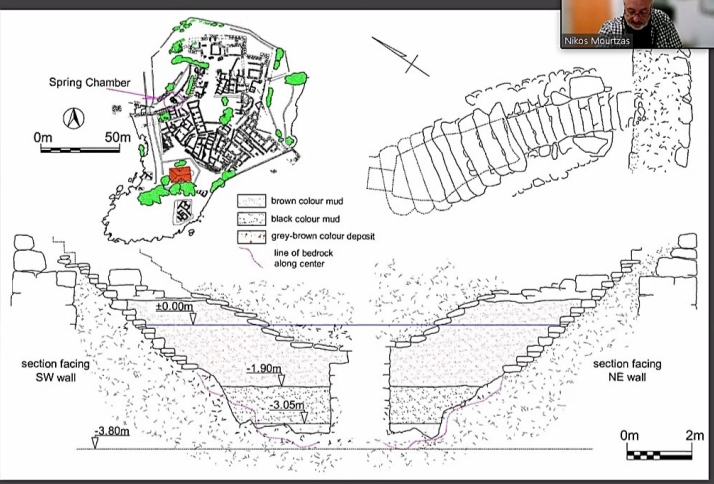 Nikos Mourtzas
Spring Chamber
0m 50m
brown colour mud
black colour mud
grey-brown colour deposit
line of bedrock
along center
±0.00m
section facing
SW wall
-1.90m
-3.05m
-3.80m
section facing
NE wall
0m 2m